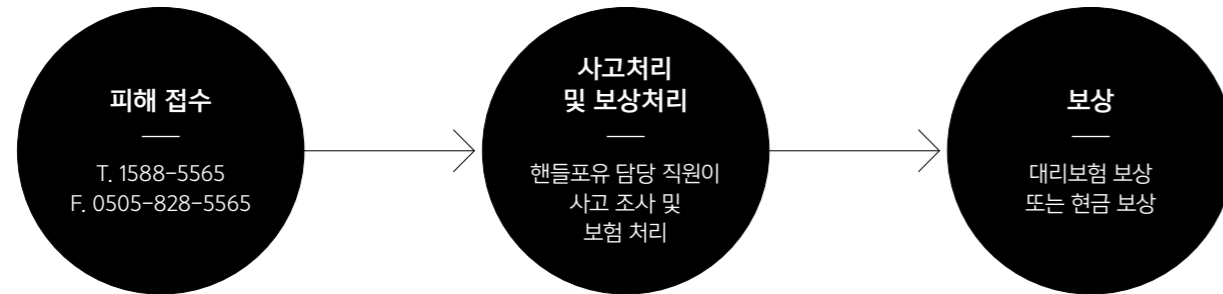 피해 접수
T. 1588-5565
F. 0505-828-5565
사고처리
및 보상처리
핸들포유 담당 직원이
사고 조사 및
보험 처리
보상
대리보험 보상
또는 현금 보상